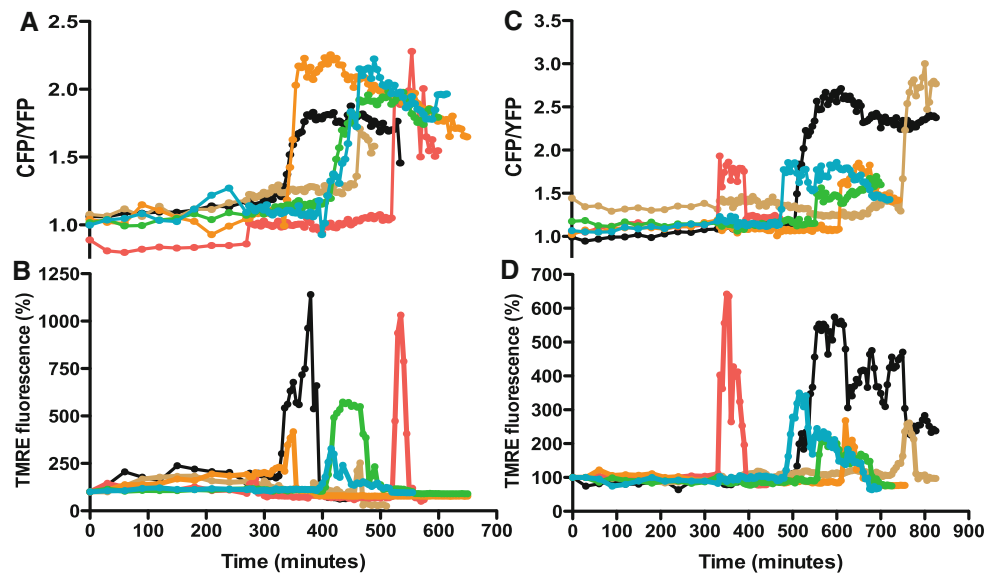 A
2.5
2.0
1.5
1.0
CFP/YFP
B
1250
1000
750
500
250
0
TMRE fluorescence (%)
0 100 200 300 400 500 600 700
Time (minutes)
C
3.5
3.0
2.5
2.0
1.5
1.0
CFP/YFP
D
700
600
500
400
300
200
100
0
TMRE fluorescence (%)
0 100 200 300 400 500 600 700 800 900
Time (minutes)